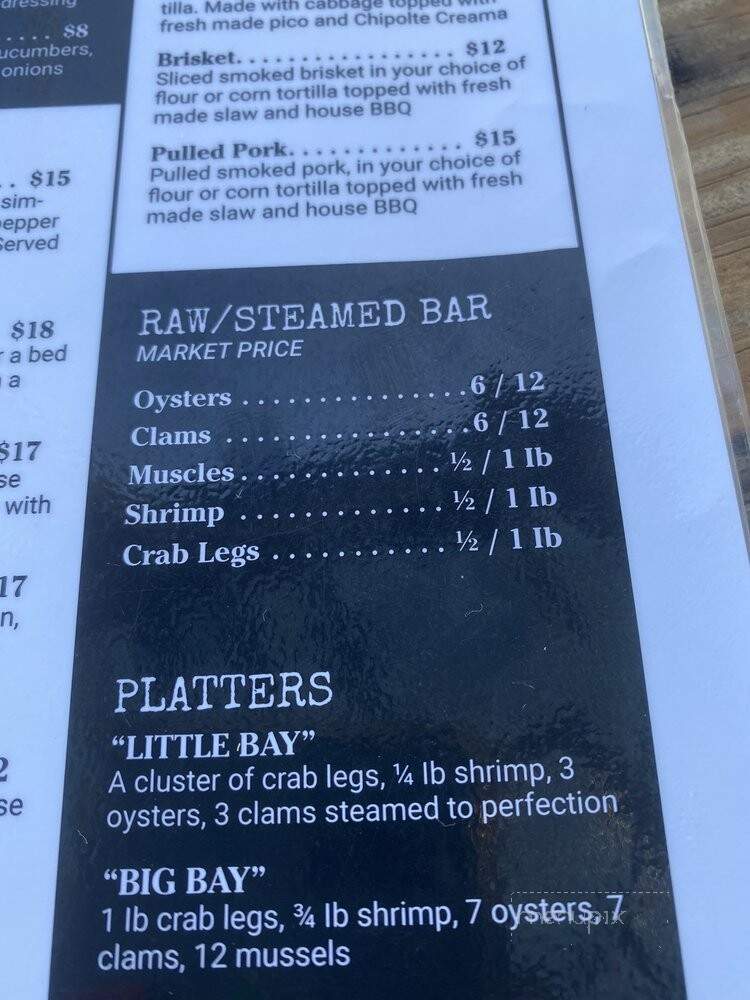 dressing
$8
ucumbers,
onions
$15
sim-
pepper
Served
$18
r a bed
a
$17
se
with
17
n,
2
se
tilla. Made with cabbage topped with
fresh made pico and Chipolte Creama
Brisket. . . . . . . . . . . . . . . . . . $12
Sliced smoked brisket in your choice of
flour or corn tortilla topped with fresh
made slaw and house BBQ
Pulled Pork. . . . . . . . . . . . . $15
Pulled smoked pork, in your choice of
flour or corn tortilla topped with fresh
made slaw and house BBQ
RAW/STEAMED BAR
MARKET PRICE
Oysters . . . . . . . . . . . . . . . 6 / 12
Clams . . . . . . . . . . . . . . . . 6 / 12
Muscles. . . . . . . . . . . . . ½ / 1 lb
Shrimp . . . . . . . . . . . . . ½ / 1 lb
Crab Legs . . . . . . . . . . . ½ / 1 lb
PLATTERS
“LITTLE BAY”
A cluster of crab legs, ¼ lb shrimp, 3
oysters, 3 clams steamed to perfection
“BIG BAY”
1 lb crab legs, ¾ lb shrimp, 7 oysters, 7
clams, 12 mussels
menupix